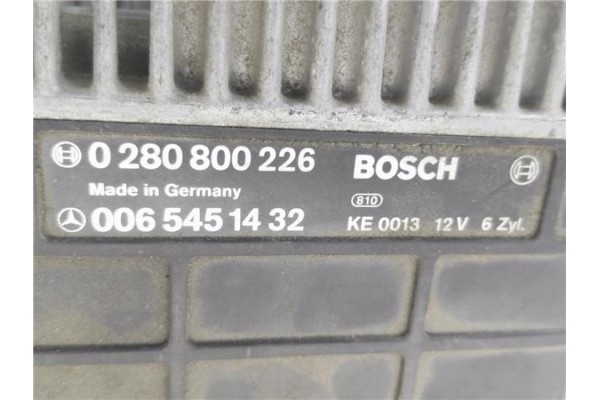 0 280 800 226 BOSCH
Made in Germany 810
006 545 14 32 KE 0013 12 V 6 Zyl.